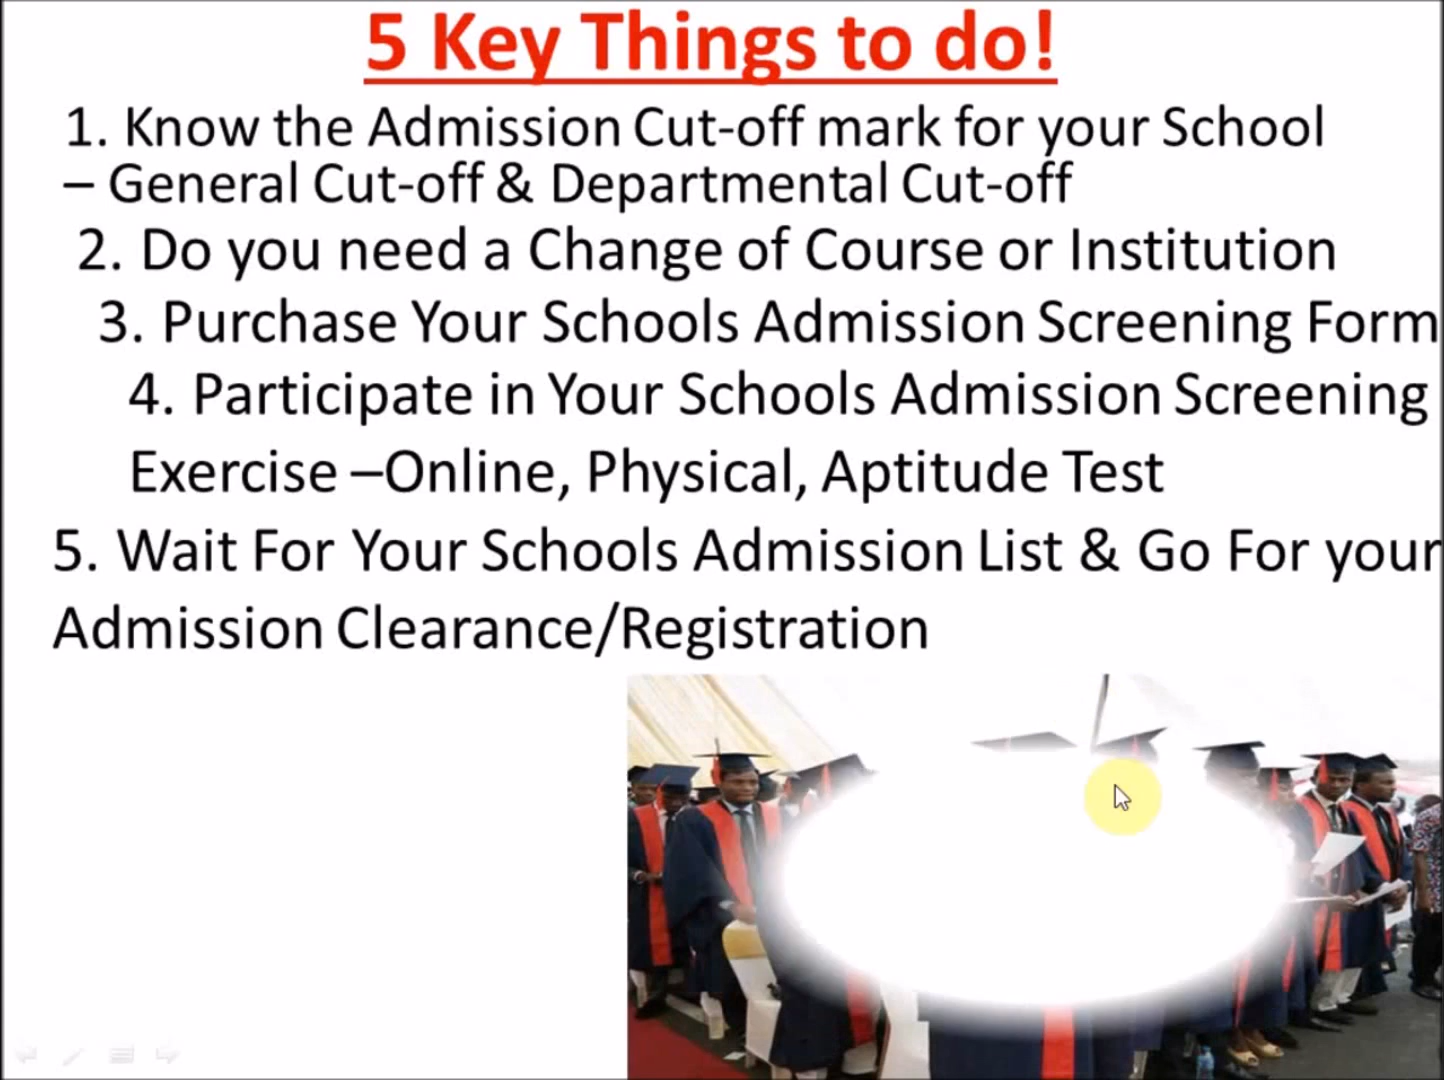 5 Key Things to do!
1. Know the Admission Cut-off mark for your School
– General Cut-off & Departmental Cut-off
2. Do you need a Change of Course or Institution
3. Purchase Your Schools Admission Screening Form
4. Participate in Your Schools Admission Screening
Exercise –Online, Physical, Aptitude Test
5. Wait For Your Schools Admission List & Go For your
Admission Clearance/Registration